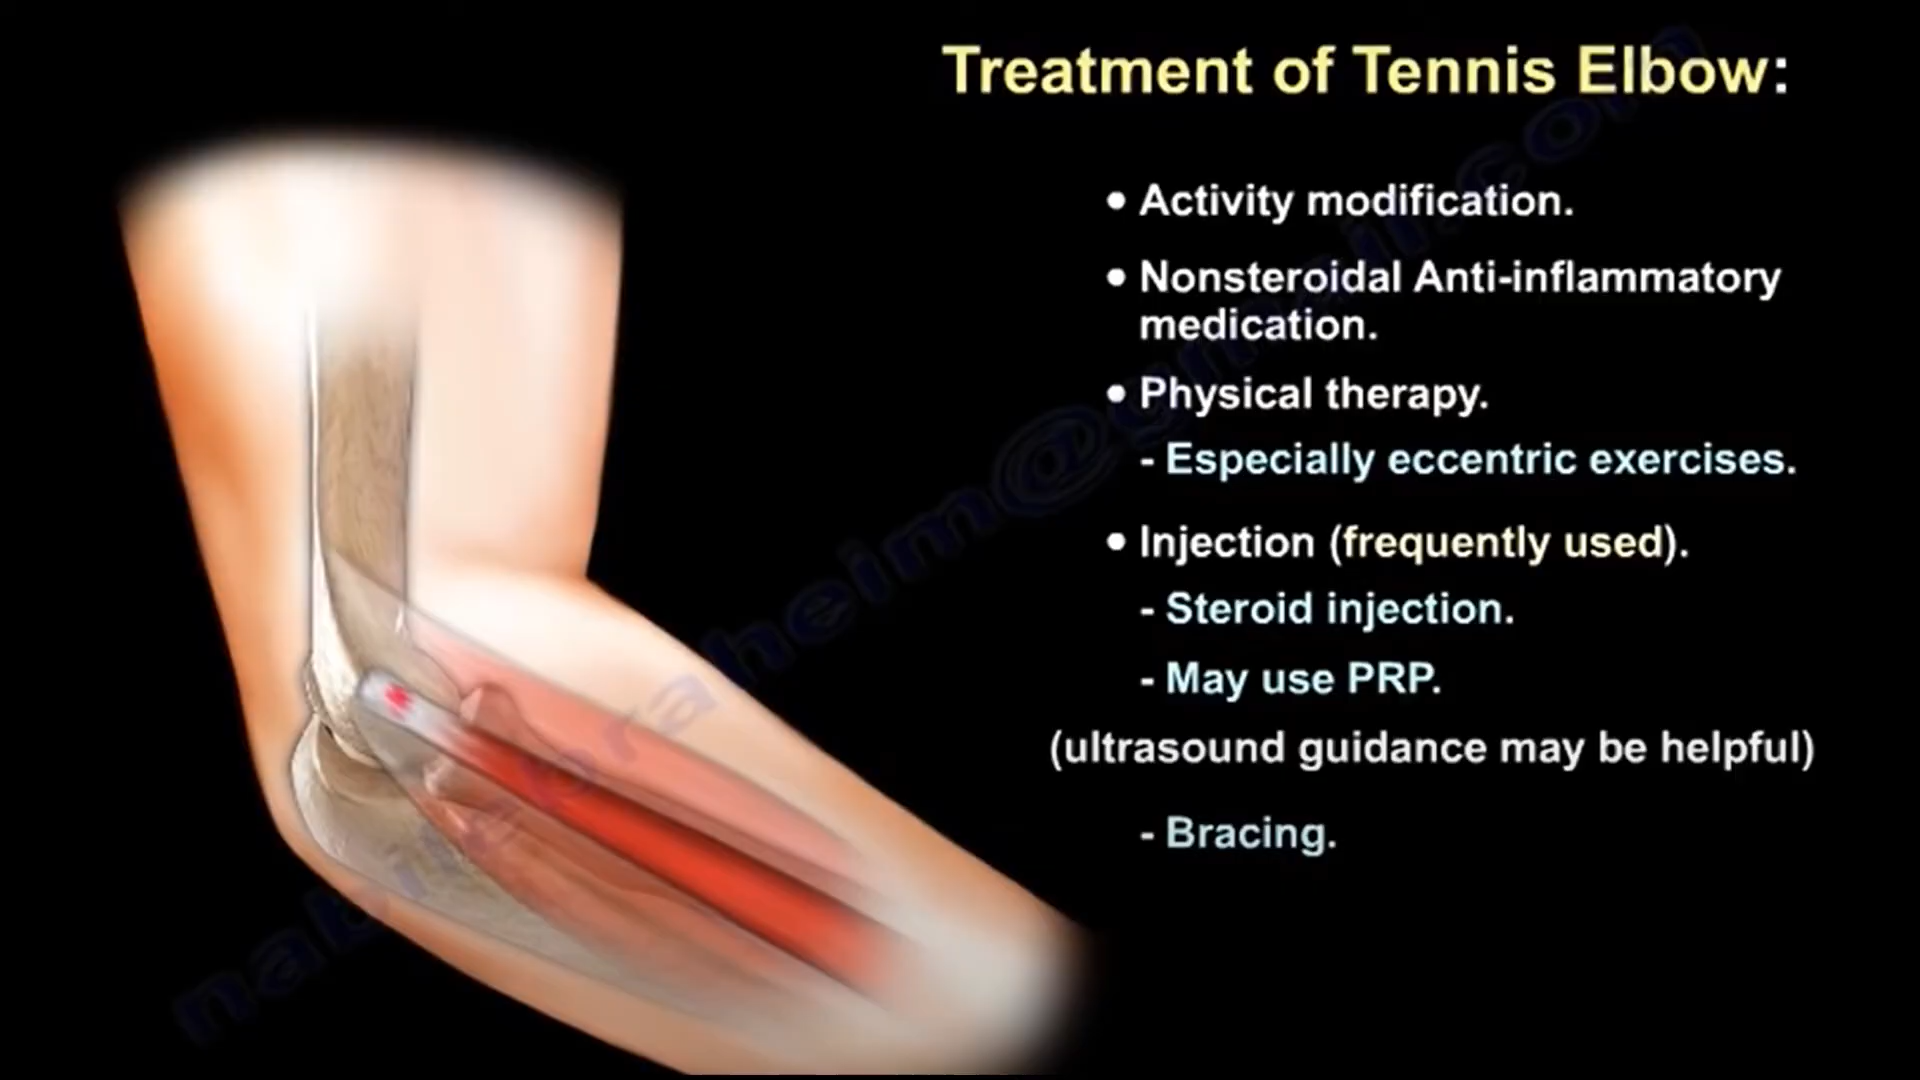 Treatment of Tennis Elbow:
• Activity modification.
• Nonsteroidal Anti-inflammatory
medication.
• Physical therapy.
- Especially eccentric exercises.
• Injection (frequently used).
- Steroid injection.
- May use PRP.
(ultrasound guidance may be helpful)
- Bracing.